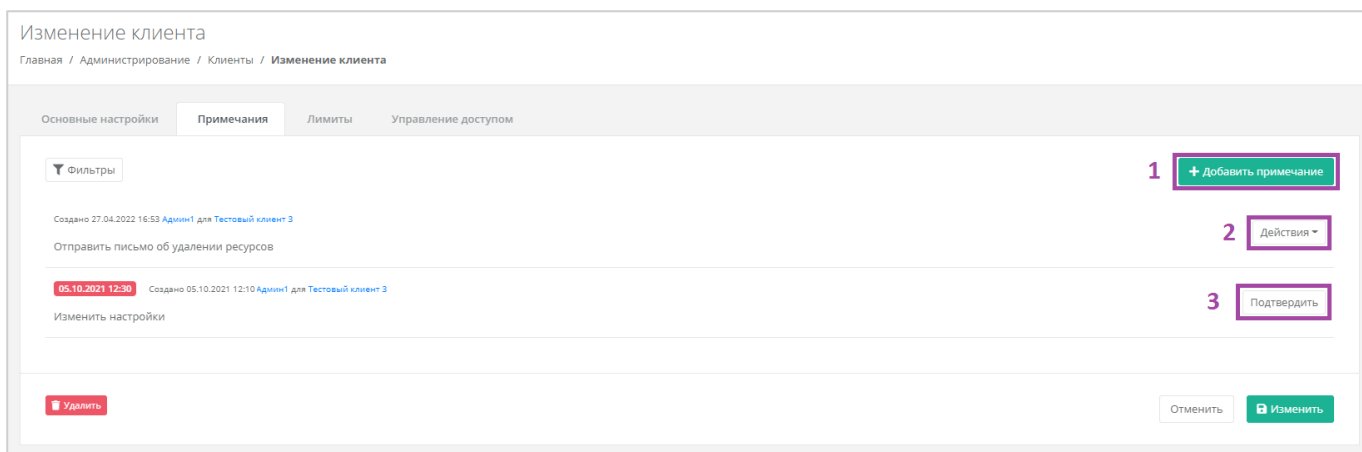 Изменение клиента
Главная / Администрирование / Клиенты / Изменение клиента
Основные настройки Примечания Лимиты Управление доступом
Фильтры
1 + Добавить примечание
Создано 27.04.2022 16:53 Админ1 для Тестовый клиент 3
2 Действия
Отправить письмо об удалении ресурсов
05.10.2021 12:30 Создано 05.10.2021 12:10 Админ1 для Тестовый клиент 3
3 Подтвердить
Изменить настройки
Удалить
Отменить Изменить